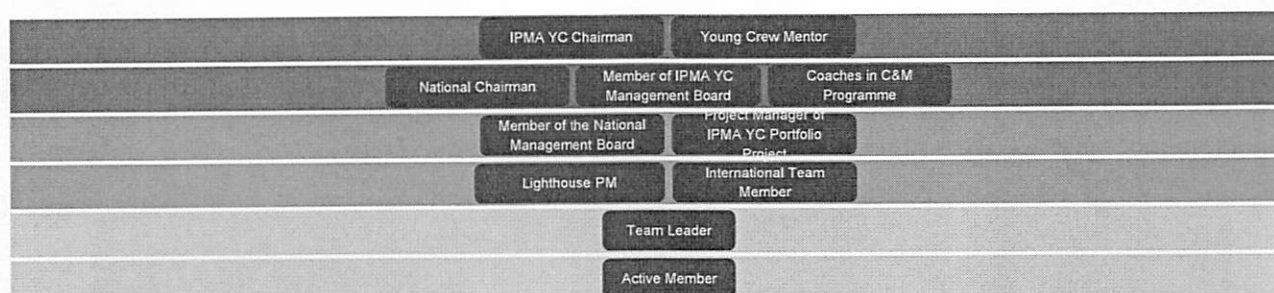 IPMA YC Chairman
Young Crew Mentor
National Chairman
Member of IPMA YC
Management Board
Coaches in C&M
Programme
Member of the National
Management Board
Project Manager of
IPMA YC Portfolio
Project
Lighthouse PM
International Team
Member
Team Leader
Active Member